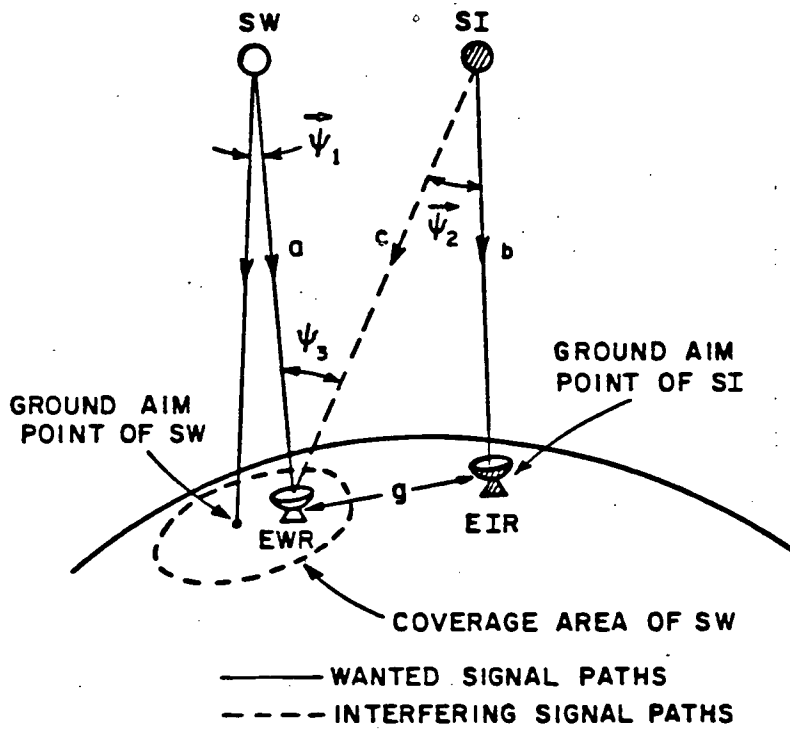 SW
SI
ψ₁
ψ₂
a
c
b
ψ₃
GROUND AIM
POINT OF SI
GROUND AIM
POINT OF SW
g
EWR
EIR
COVERAGE AREA OF SW
WANTED SIGNAL PATHS
INTERFERING SIGNAL PATHS